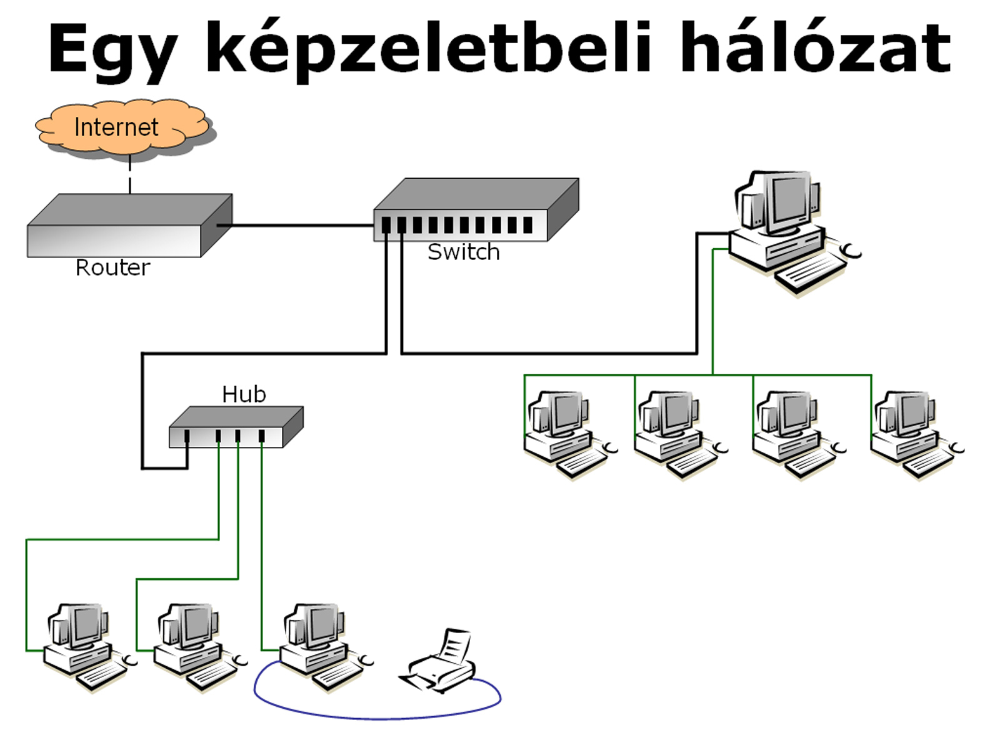 Egy képzeletbeli hálózat
Internet
Router
Switch
Hub